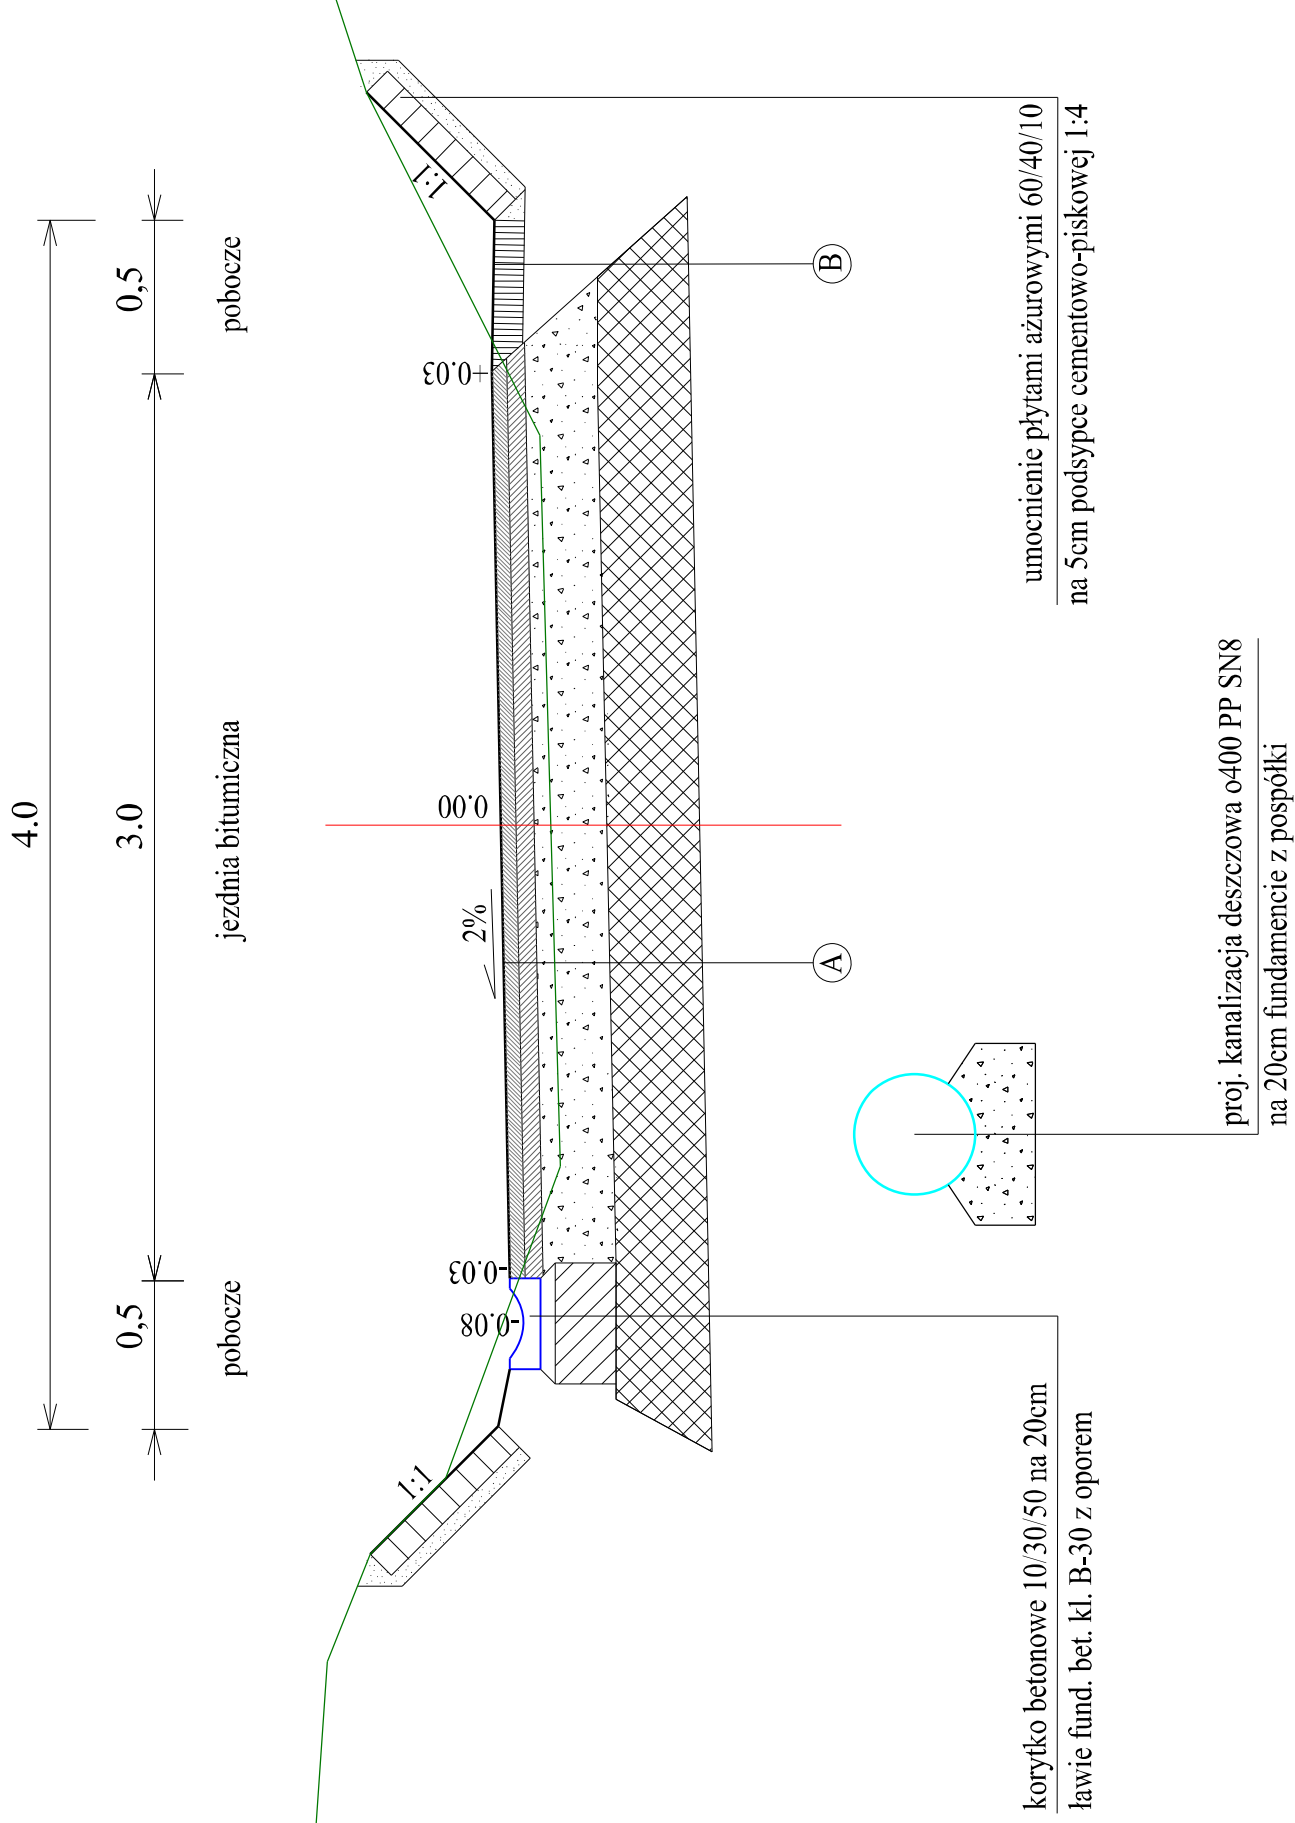 4.0
0,5
3.0
0,5
pobocze
jezdnia bitumiczna
pobocze
1:1
1:1
-0.08
-0.03
2%
0.00
+0.03
A
B
korytko betonowe 10/30/50 na 20cm
ławie fund. bet. kl. B-30 z oporem
umocnienie płytami ażurowymi 60/40/10
na 5cm podsypce cementowo-piskowej 1:4
proj. kanalizacja deszczowa o400 PP SN8
na 20cm fundamencie z pospółki